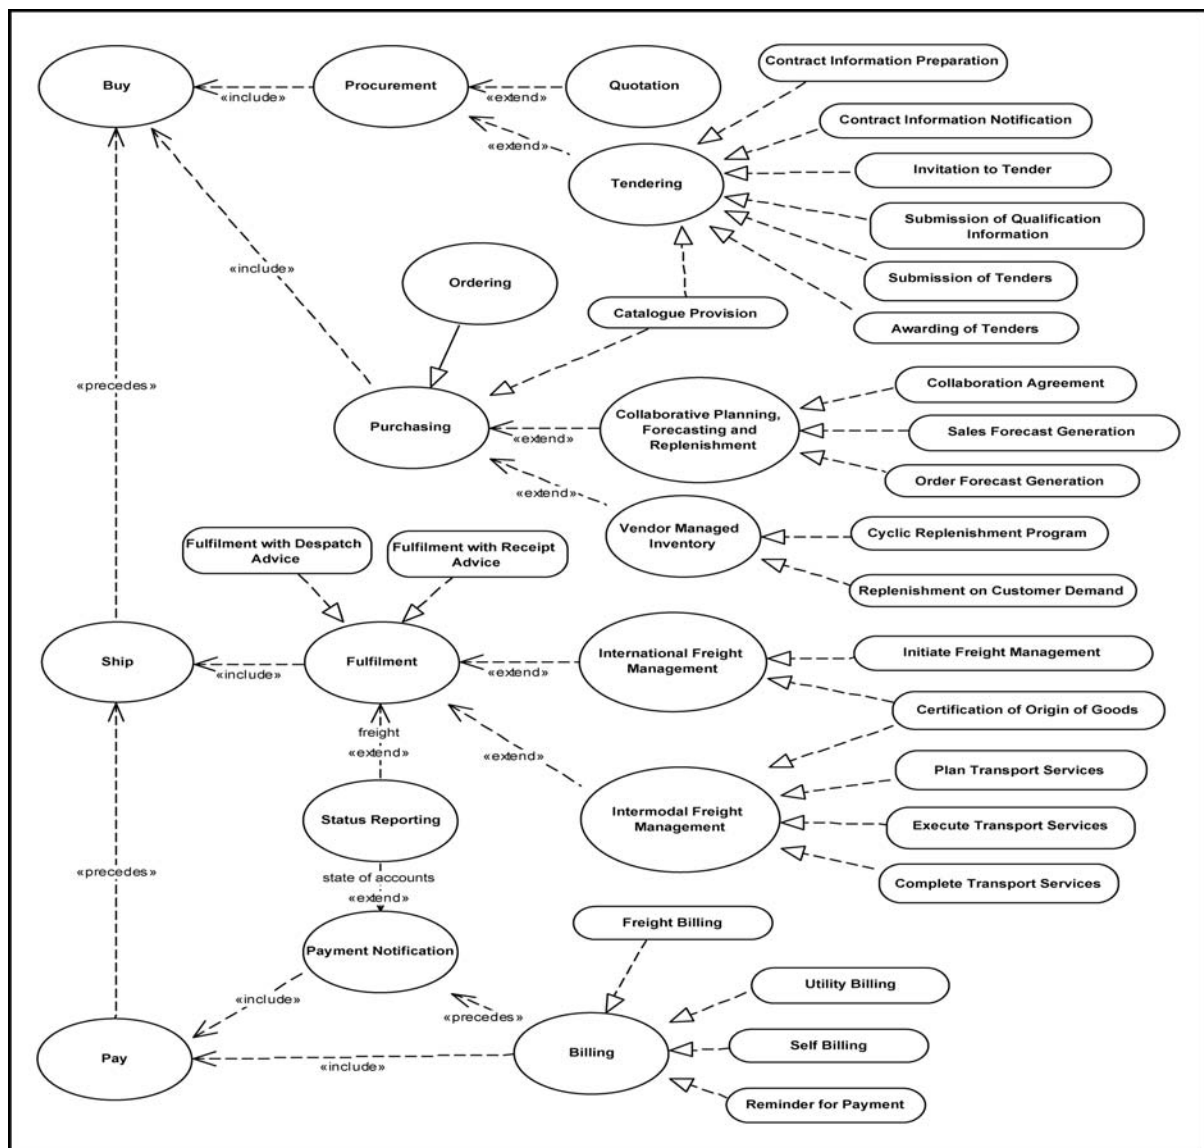 Buy
«include»
Procurement
«extend»
Quotation
Contract Information Preparation
Contract Information Notification
«extend»
Tendering
Invitation to Tender
Submission of Qualification
Information
Submission of Tenders
Awarding of Tenders
«include»
Ordering
Catalogue Provision
«precedes»
Purchasing
«extend»
Collaborative Planning,
Forecasting and
Replenishment
Collaboration Agreement
Sales Forecast Generation
Order Forecast Generation
«extend»
Vendor Managed
Inventory
Cyclic Replenishment Program
Replenishment on Customer Demand
Fulfilment with Despatch
Advice
Fulfilment with Receipt
Advice
Ship
«include»
Fulfilment
«extend»
International Freight
Management
Initiate Freight Management
Certification of Origin of Goods
freight
«extend»
«extend»
Intermodal Freight
Management
Plan Transport Services
Execute Transport Services
Complete Transport Services
Status Reporting
«precedes»
state of accounts
«extend»
Payment Notification
Freight Billing
«include»
«precedes»
Utility Billing
Pay
«include»
Billing
Self Billing
Reminder for Payment